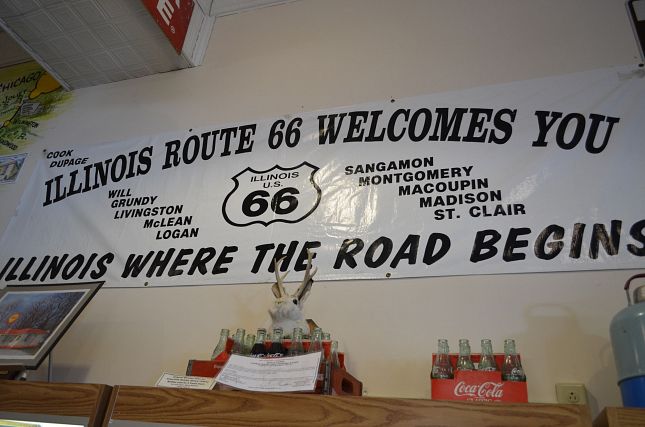 CHICAGO
ILLINOIS ROUTE 66 WELCOMES YOU
COOK
DUPAGE
WILL
GRUNDY
LIVINGSTON
McLEAN
LOGAN
ILLINOIS
U.S.
66
SANGAMON
MONTGOMERY
MACOUPIN
MADISON
ST. CLAIR
ILLINOIS WHERE THE ROAD BEGINS
Coca-Cola